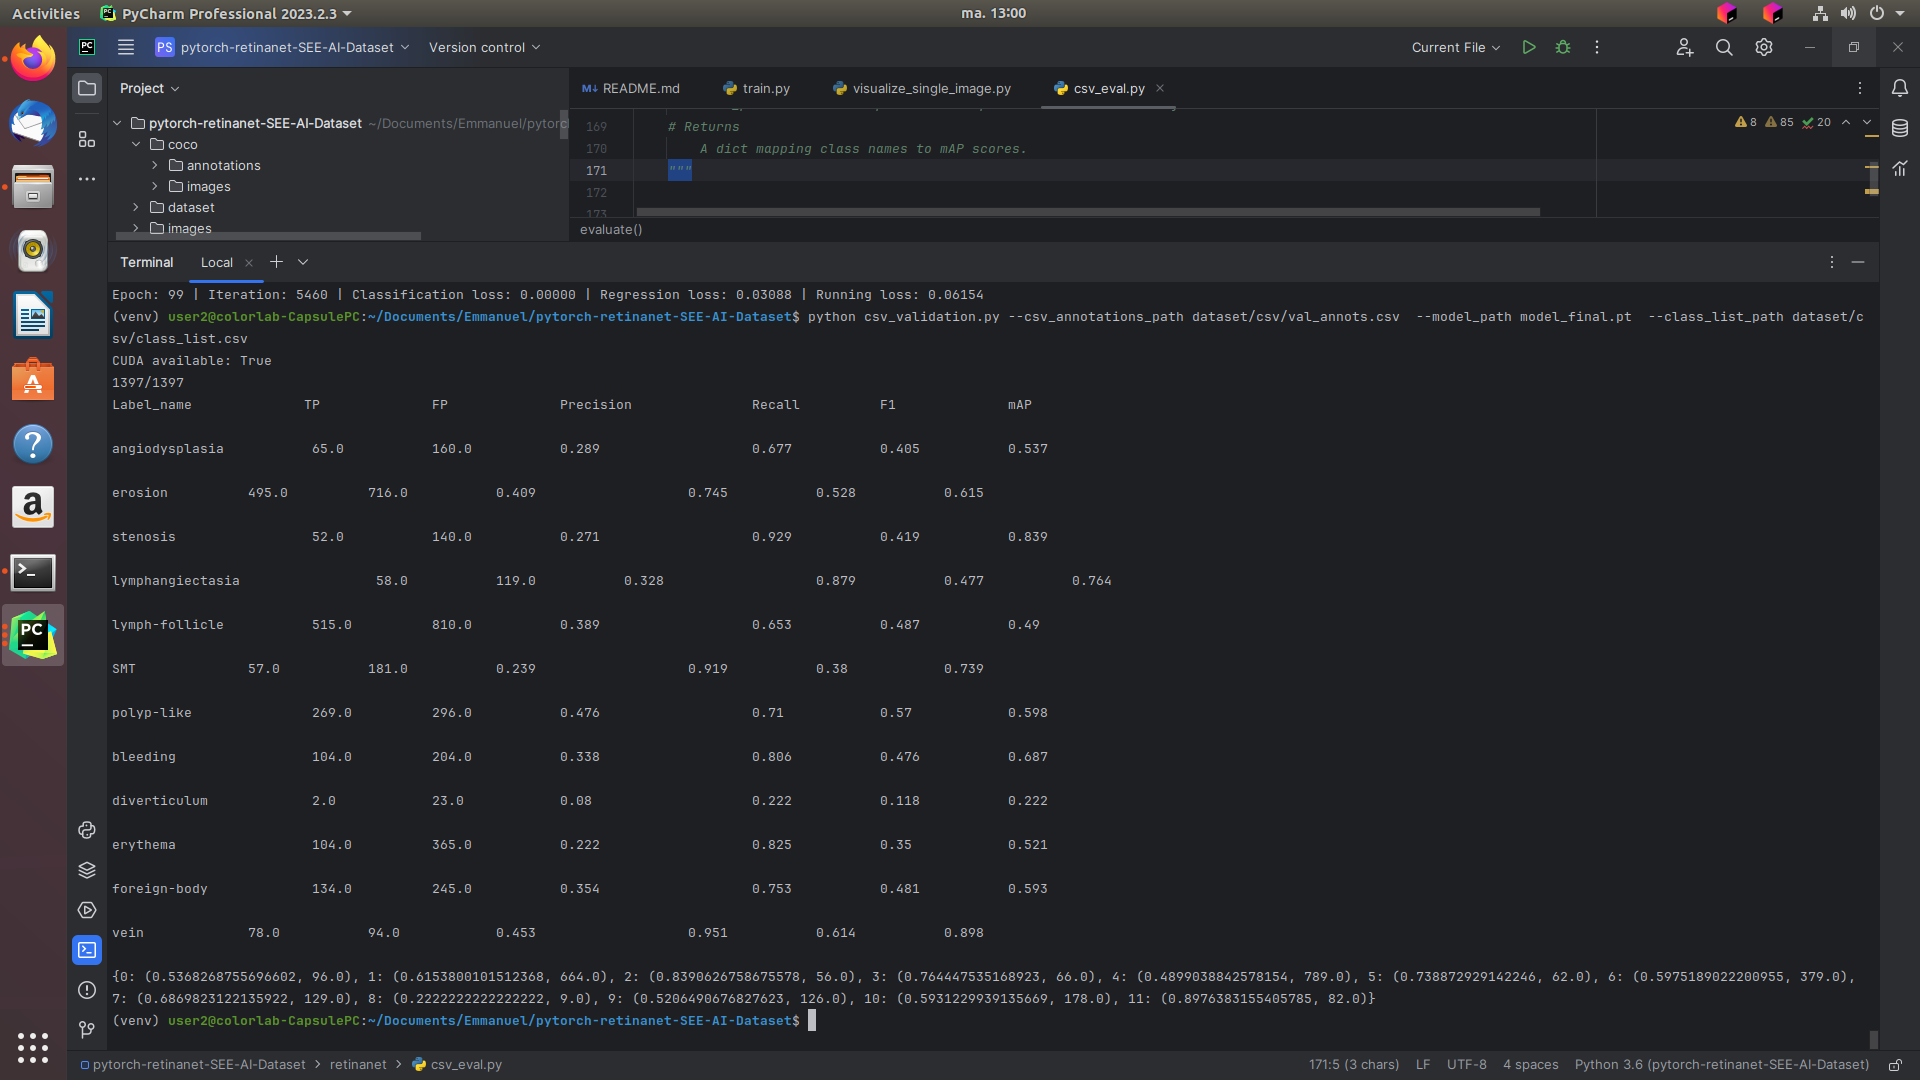 Activities PyCharm Professional 2023.2.3 ma. 13:00
PC PS pytorch-retinanet-SEE-AI-Dataset Version control Current File
Project README.md train.py visualize_single_image.py csv_eval.py
pytorch-retinanet-SEE-AI-Dataset ~/Documents/Emmanuel/pytorc
coco
annotations
images
dataset
images
169 # Returns 8 85 20
170 A dict mapping class names to mAP scores.
171 """
172
173
evaluate()
Terminal Local
Epoch: 99 | Iteration: 5460 | Classification loss: 0.00000 | Regression loss: 0.03088 | Running loss: 0.06154
(venv) user2@colorlab-CapsulePC:~/Documents/Emmanuel/pytorch-retinanet-SEE-AI-Dataset$ python csv_validation.py --csv_annotations_path dataset/csv/val_annots.csv --model_path model_final.pt --class_list_path dataset/c
sv/class_list.csv
CUDA available: True
1397/1397
Label_name TP FP Precision Recall F1 mAP
angiodysplasia 65.0 160.0 0.289 0.677 0.405 0.537
erosion 495.0 716.0 0.409 0.745 0.528 0.615
stenosis 52.0 140.0 0.271 0.929 0.419 0.839
lymphangiectasia 58.0 119.0 0.328 0.879 0.477 0.764
lymph-follicle 515.0 810.0 0.389 0.653 0.487 0.49
SMT 57.0 181.0 0.239 0.919 0.38 0.739
polyp-like 269.0 296.0 0.476 0.71 0.57 0.598
bleeding 104.0 204.0 0.338 0.806 0.476 0.687
diverticulum 2.0 23.0 0.08 0.222 0.118 0.222
erythema 104.0 365.0 0.222 0.825 0.35 0.521
foreign-body 134.0 245.0 0.354 0.753 0.481 0.593
vein 78.0 94.0 0.453 0.951 0.614 0.898
{0: (0.5368268755696602, 96.0), 1: (0.6153800101512368, 664.0), 2: (0.8390626758675578, 56.0), 3: (0.764447535168923, 66.0), 4: (0.4899038842578154, 789.0), 5: (0.738872929142246, 62.0), 6: (0.5975189022200955, 379.0),
7: (0.6869823122135922, 129.0), 8: (0.2222222222222222, 9.0), 9: (0.5206490676827623, 126.0), 10: (0.5931229939135669, 178.0), 11: (0.8976383155405785, 82.0)}
(venv) user2@colorlab-CapsulePC:~/Documents/Emmanuel/pytorch-retinanet-SEE-AI-Dataset$
pytorch-retinanet-SEE-AI-Dataset retinanet csv_eval.py 171:5 (3 chars) LF UTF-8 4 spaces Python 3.6 (pytorch-retinanet-SEE-AI-Dataset)
PC